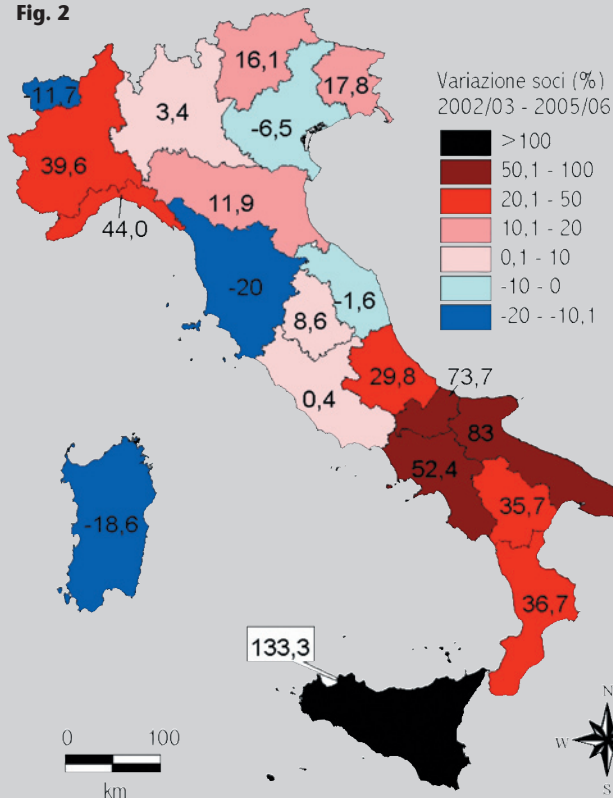 Fig. 2
16,1
-11,7
17,8
3,4
-6,5
39,6
11,9
44,0
-20
-1,6
8,6
29,8
73,7
0,4
83
52,4
35,7
-18,6
36,7
133,3
Variazione soci (%)
2002/03 - 2005/06
>100
50,1 - 100
20,1 - 50
10,1 - 20
0,1 - 10
-10 - 0
-20 - -10,1
0 100
km
N
W
S